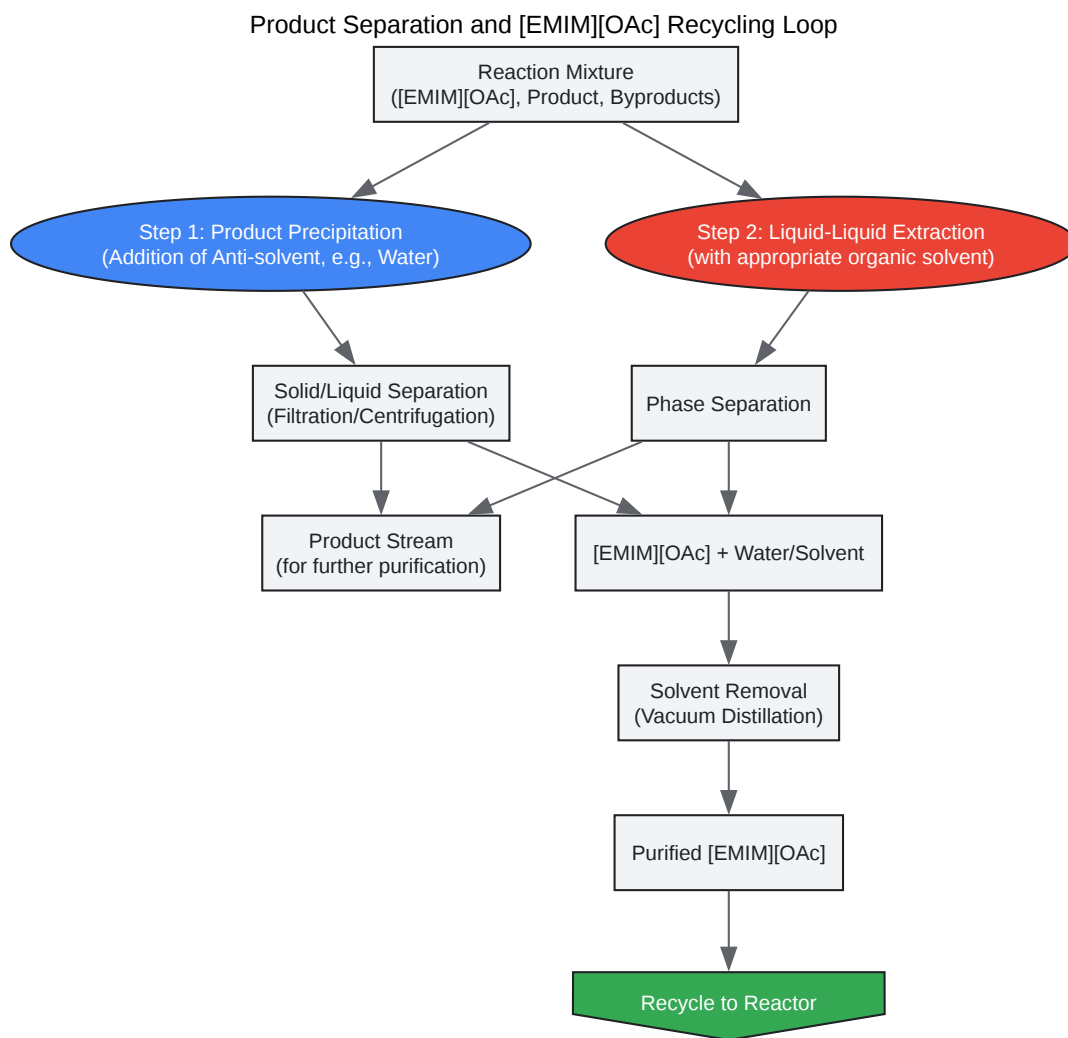 Product Separation and [EMIM][OAc] Recycling Loop
Reaction Mixture
([EMIM][OAc], Product, Byproducts)
Step 1: Product Precipitation
(Addition of Anti-solvent, e.g., Water)
Step 2: Liquid-Liquid Extraction
(with appropriate organic solvent)
Solid/Liquid Separation
(Filtration/Centrifugation)
Phase Separation
Product Stream
(for further purification)
[EMIM][OAc] + Water/Solvent
Solvent Removal
(Vacuum Distillation)
Purified [EMIM][OAc]
Recycle to Reactor